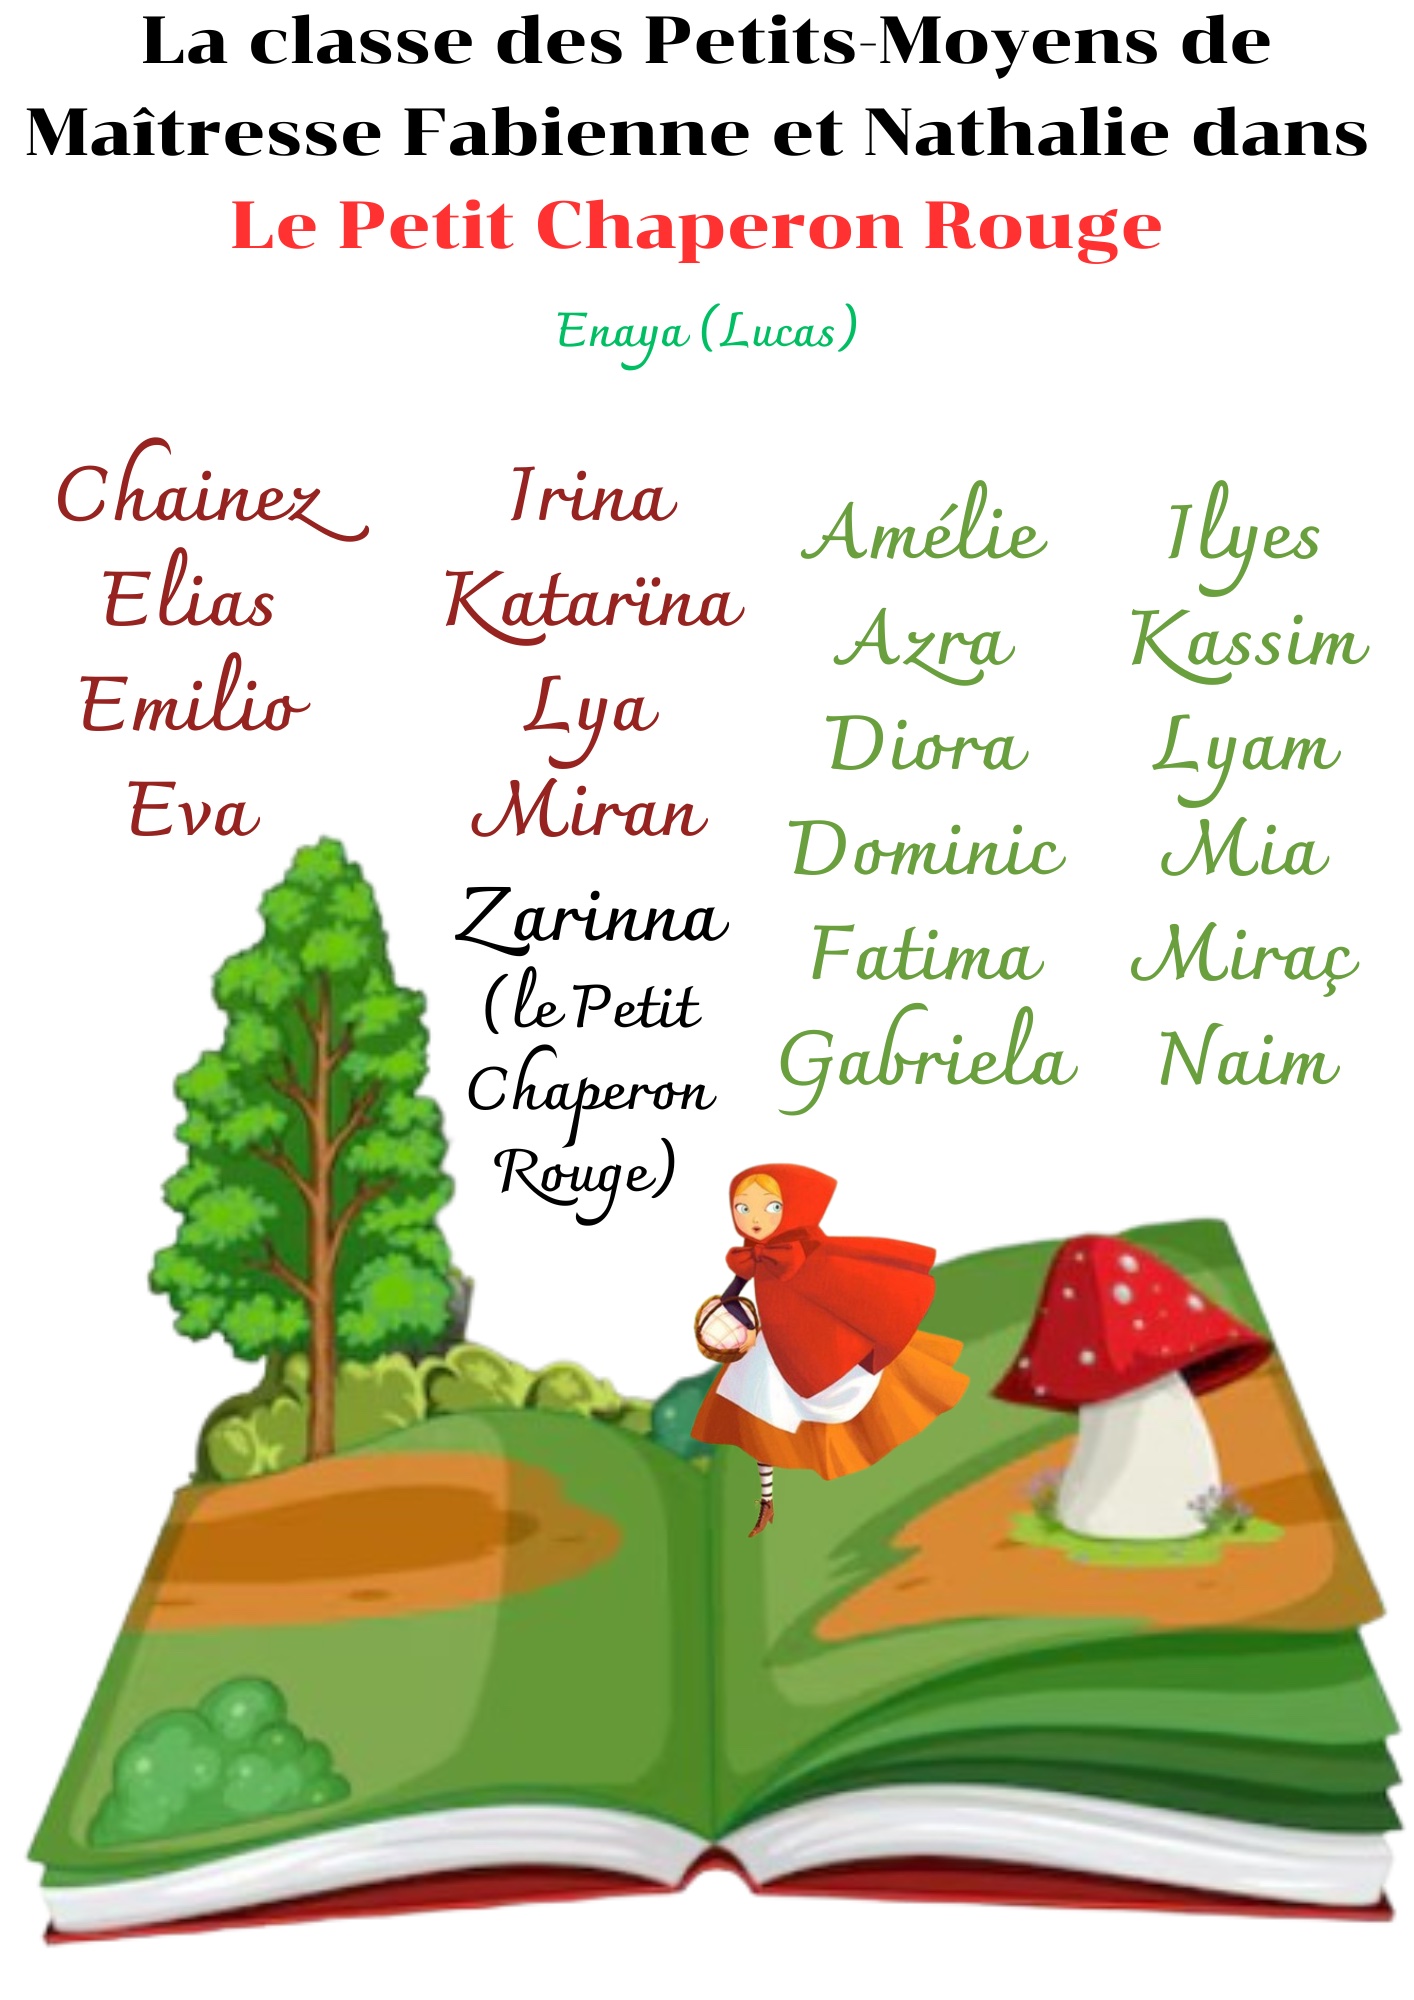 La classe des Petits-Moyens de
Maîtresse Fabienne et Nathalie dans
Le Petit Chaperon Rouge
Enaya (Lucas)
Chainez
Elias
Emilio
Eva
Irina
Katarïna
Lya
Miran
Zarinna
(le Petit
Chaperon
Rouge)
Amélie
Azra
Diora
Dominic
Fatima
Gabriela
Ilyes
Kassim
Lyam
Mia
Miraç
Naim